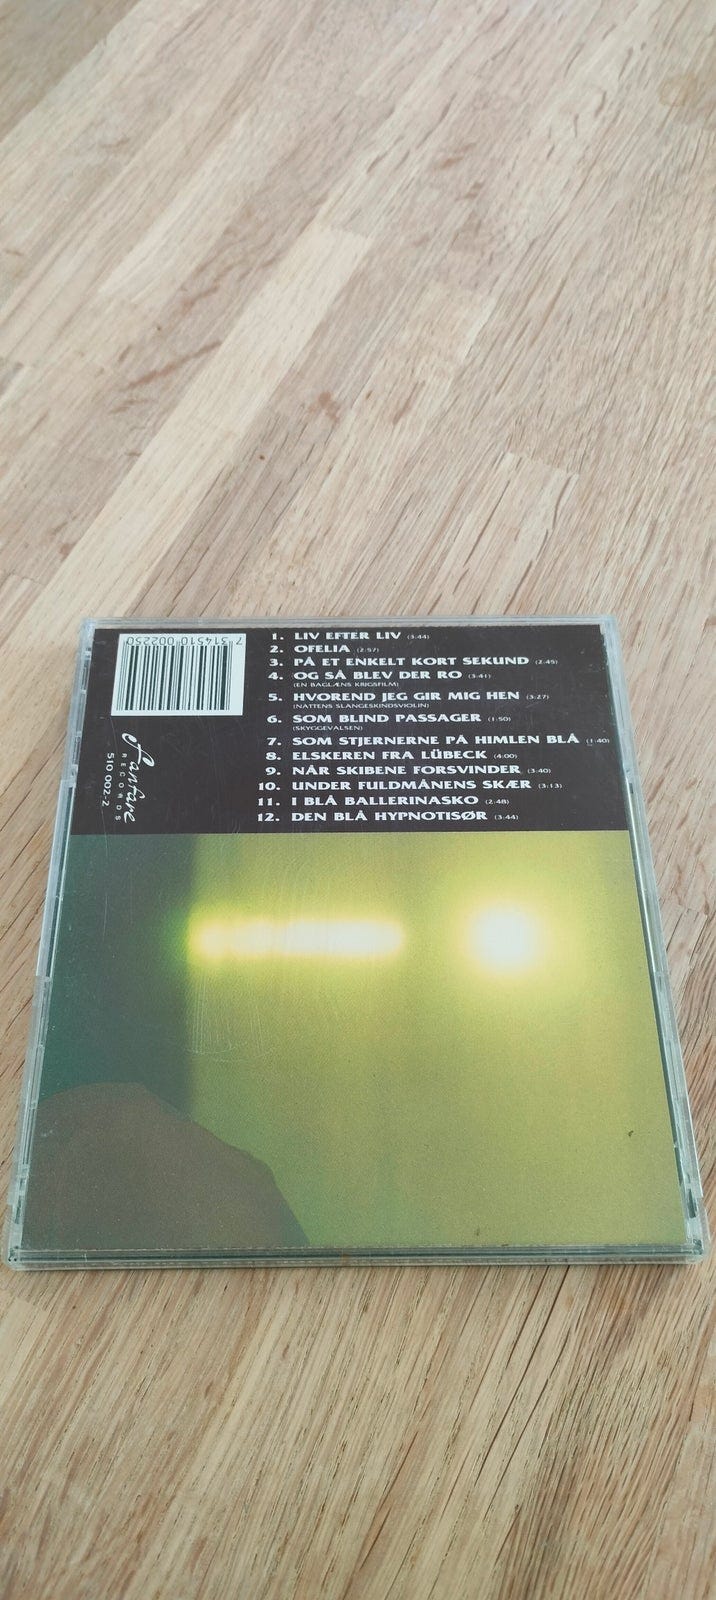 7 314510 002250
Fanfare
RECORDS
510 002-2
1. LIV EFTER LIV (3:44)
2. OFELIA (2:57)
3. PÅ ET ENKELT KORT SEKUND (2:45)
4. OG SÅ BLEV DER RO (3:41)
(EN BAGLÆNS KRIGSFILM)
5. HVOREND JEG GIR MIG HEN (3:27)
(NATTENS SLANGESKINDSVIOLIN)
6. SOM BLIND PASSAGER (1:50)
(SKYGGEVALSEN)
7. SOM STJERNERNE PÅ HIMLEN BLÅ (1:40)
8. ELSKEREN FRA LÜBECK (4:00)
9. NÅR SKIBENE FORSVINDER (3:40)
10. UNDER FULDMÅNENS SKÆR (3:13)
11. I BLÅ BALLERINASKO (2:48)
12. DEN BLÅ HYPNOTISØR (3:44)